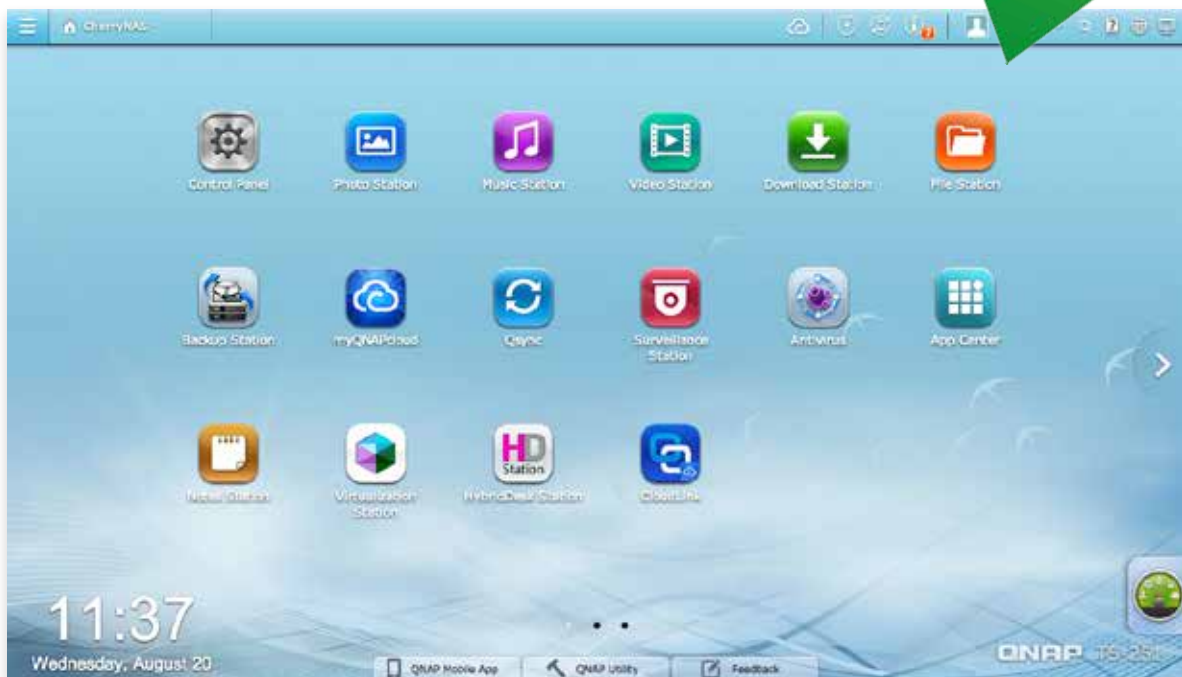 CherryNAS
Control Panel
Photo Station
Music Station
Video Station
Download Station
File Station
Backup Station
myQNAPcloud
Qsync
Surveillance
Station
Antivirus
App Center
Notes Station
Virtualization
Station
HD
Station
HybridDesk Station
CloudLink
11:37
Wednesday, August 20
QNAP Mobile App
QNAP Utility
Feedback
QNAP TS-251